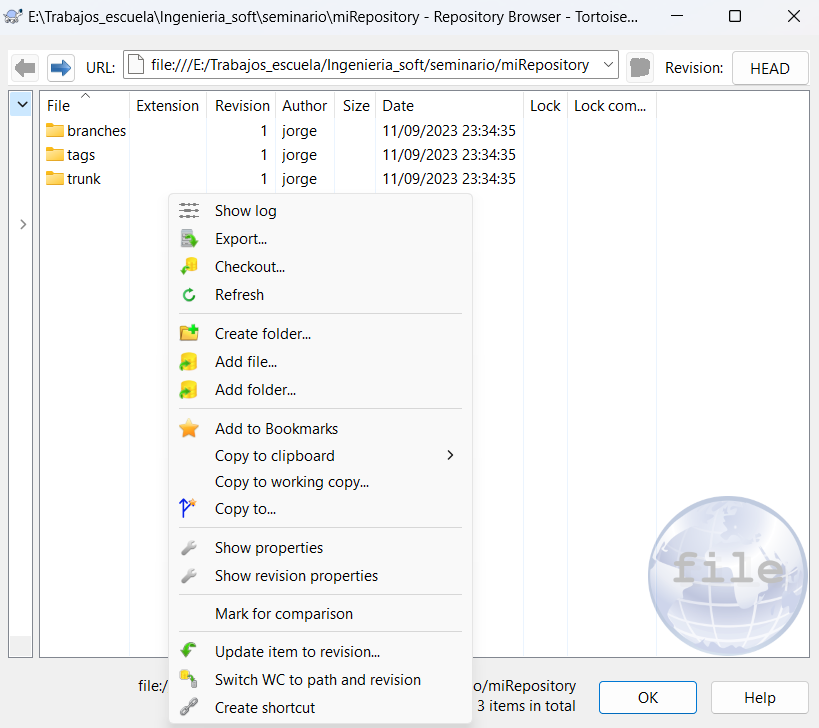 E:\Trabajos_escuela\Ingenieria_soft\seminario\miRepository - Repository Browser - Tortoise...
URL: file:///E:/Trabajos_escuela/Ingenieria_soft/seminario/miRepository Revision: HEAD
File Extension Revision Author Size Date Lock Lock com...
branches 1 jorge 11/09/2023 23:34:35
tags 1 jorge 11/09/2023 23:34:35
trunk 1 jorge 11/09/2023 23:34:35
Show log
Export...
Checkout...
Refresh
Create folder...
Add file...
Add folder...
Add to Bookmarks
Copy to clipboard
Copy to working copy...
Copy to...
Show properties
Show revision properties
Mark for comparison
Update item to revision...
Switch WC to path and revision
Create shortcut
file
file:/ o/miRepository
3 items in total
OK Help